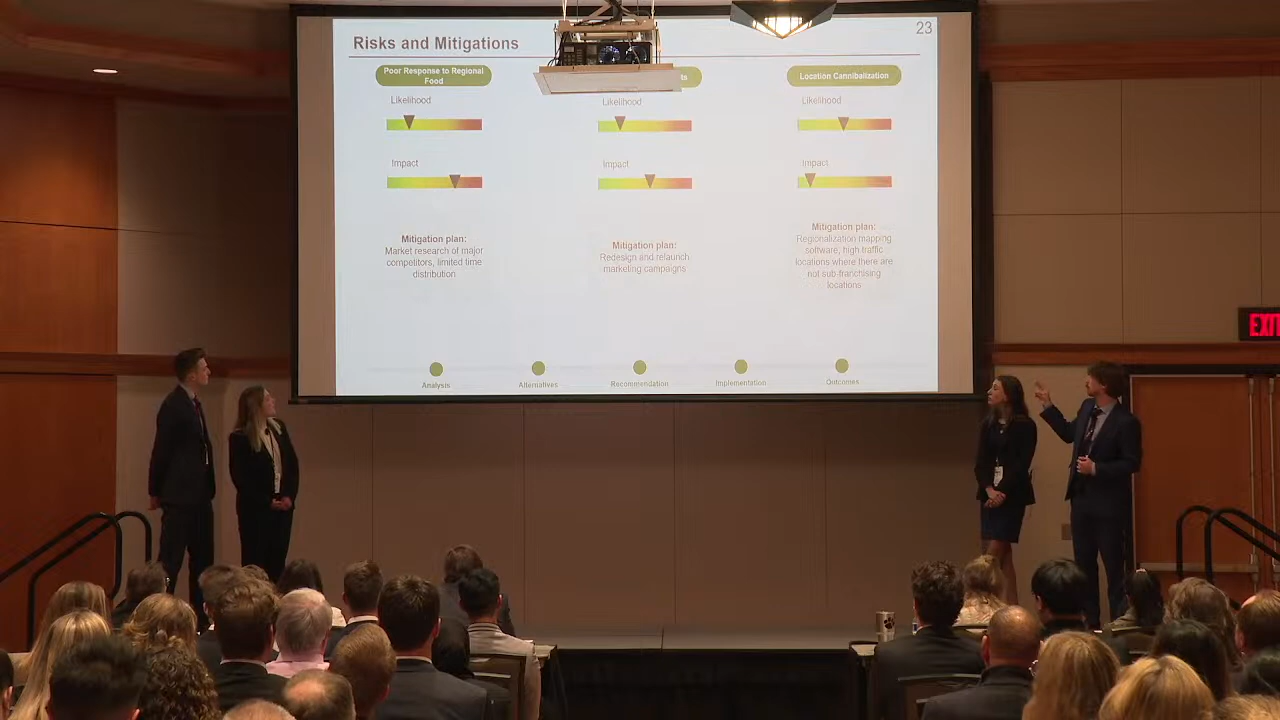 23
Risks and Mitigations
Poor Response to Regional
Food
ts
Location Cannibalization
Likelihood
Likelihood
Likelihood
Impact
Impact
Impact
Mitigation plan:
Market research of major
competitors, limited time
distribution
Mitigation plan:
Redesign and relaunch
marketing campaigns
Mitigation plan:
Regionalization mapping
software, high traffic
locations where there are
not sub-franchising
locations
Analysis
Alternatives
Recommendation
Implementation
Outcomes
EXIT